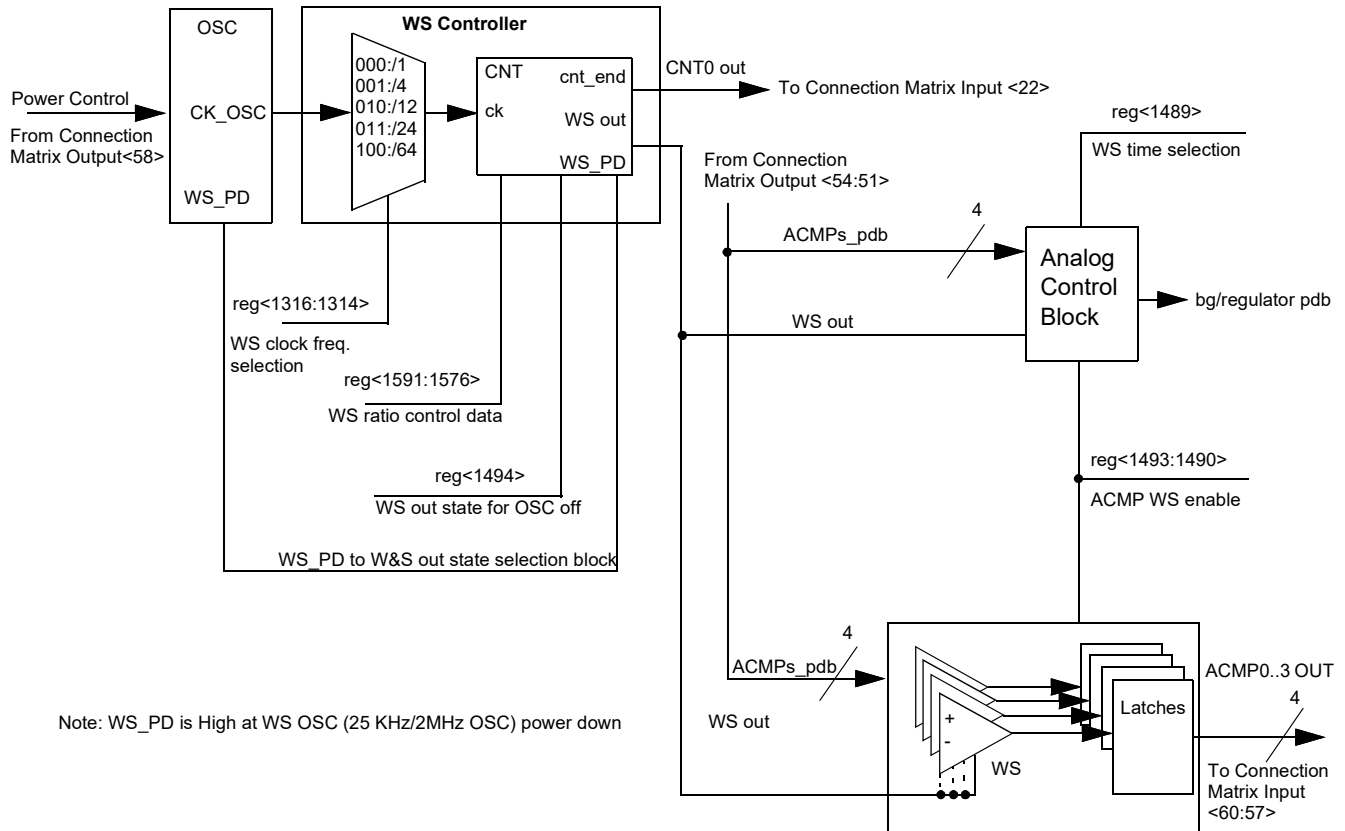 OSC
WS Controller
000:/1
001:/4
010:/12
011:/24
100:/64
CNT
cnt_end
ck
WS out
WS_PD
CNT0 out
To Connection Matrix Input <22>
Power Control
CK_OSC
From Connection
Matrix Output<58>
WS_PD
reg<1489>
WS time selection
From Connection
Matrix Output <54:51>
4
ACMPs_pdb
Analog
Control
Block
bg/regulator pdb
WS out
reg<1316:1314>
WS clock freq.
selection
reg<1591:1576>
WS ratio control data
reg<1494>
WS out state for OSC off
reg<1493:1490>
ACMP WS enable
WS_PD to W&S out state selection block
4
ACMPs_pdb
WS out
+
-
WS
Latches
ACMP0..3 OUT
4
To Connection
Matrix Input
<60:57>
Note: WS_PD is High at WS OSC (25 KHz/2MHz OSC) power down